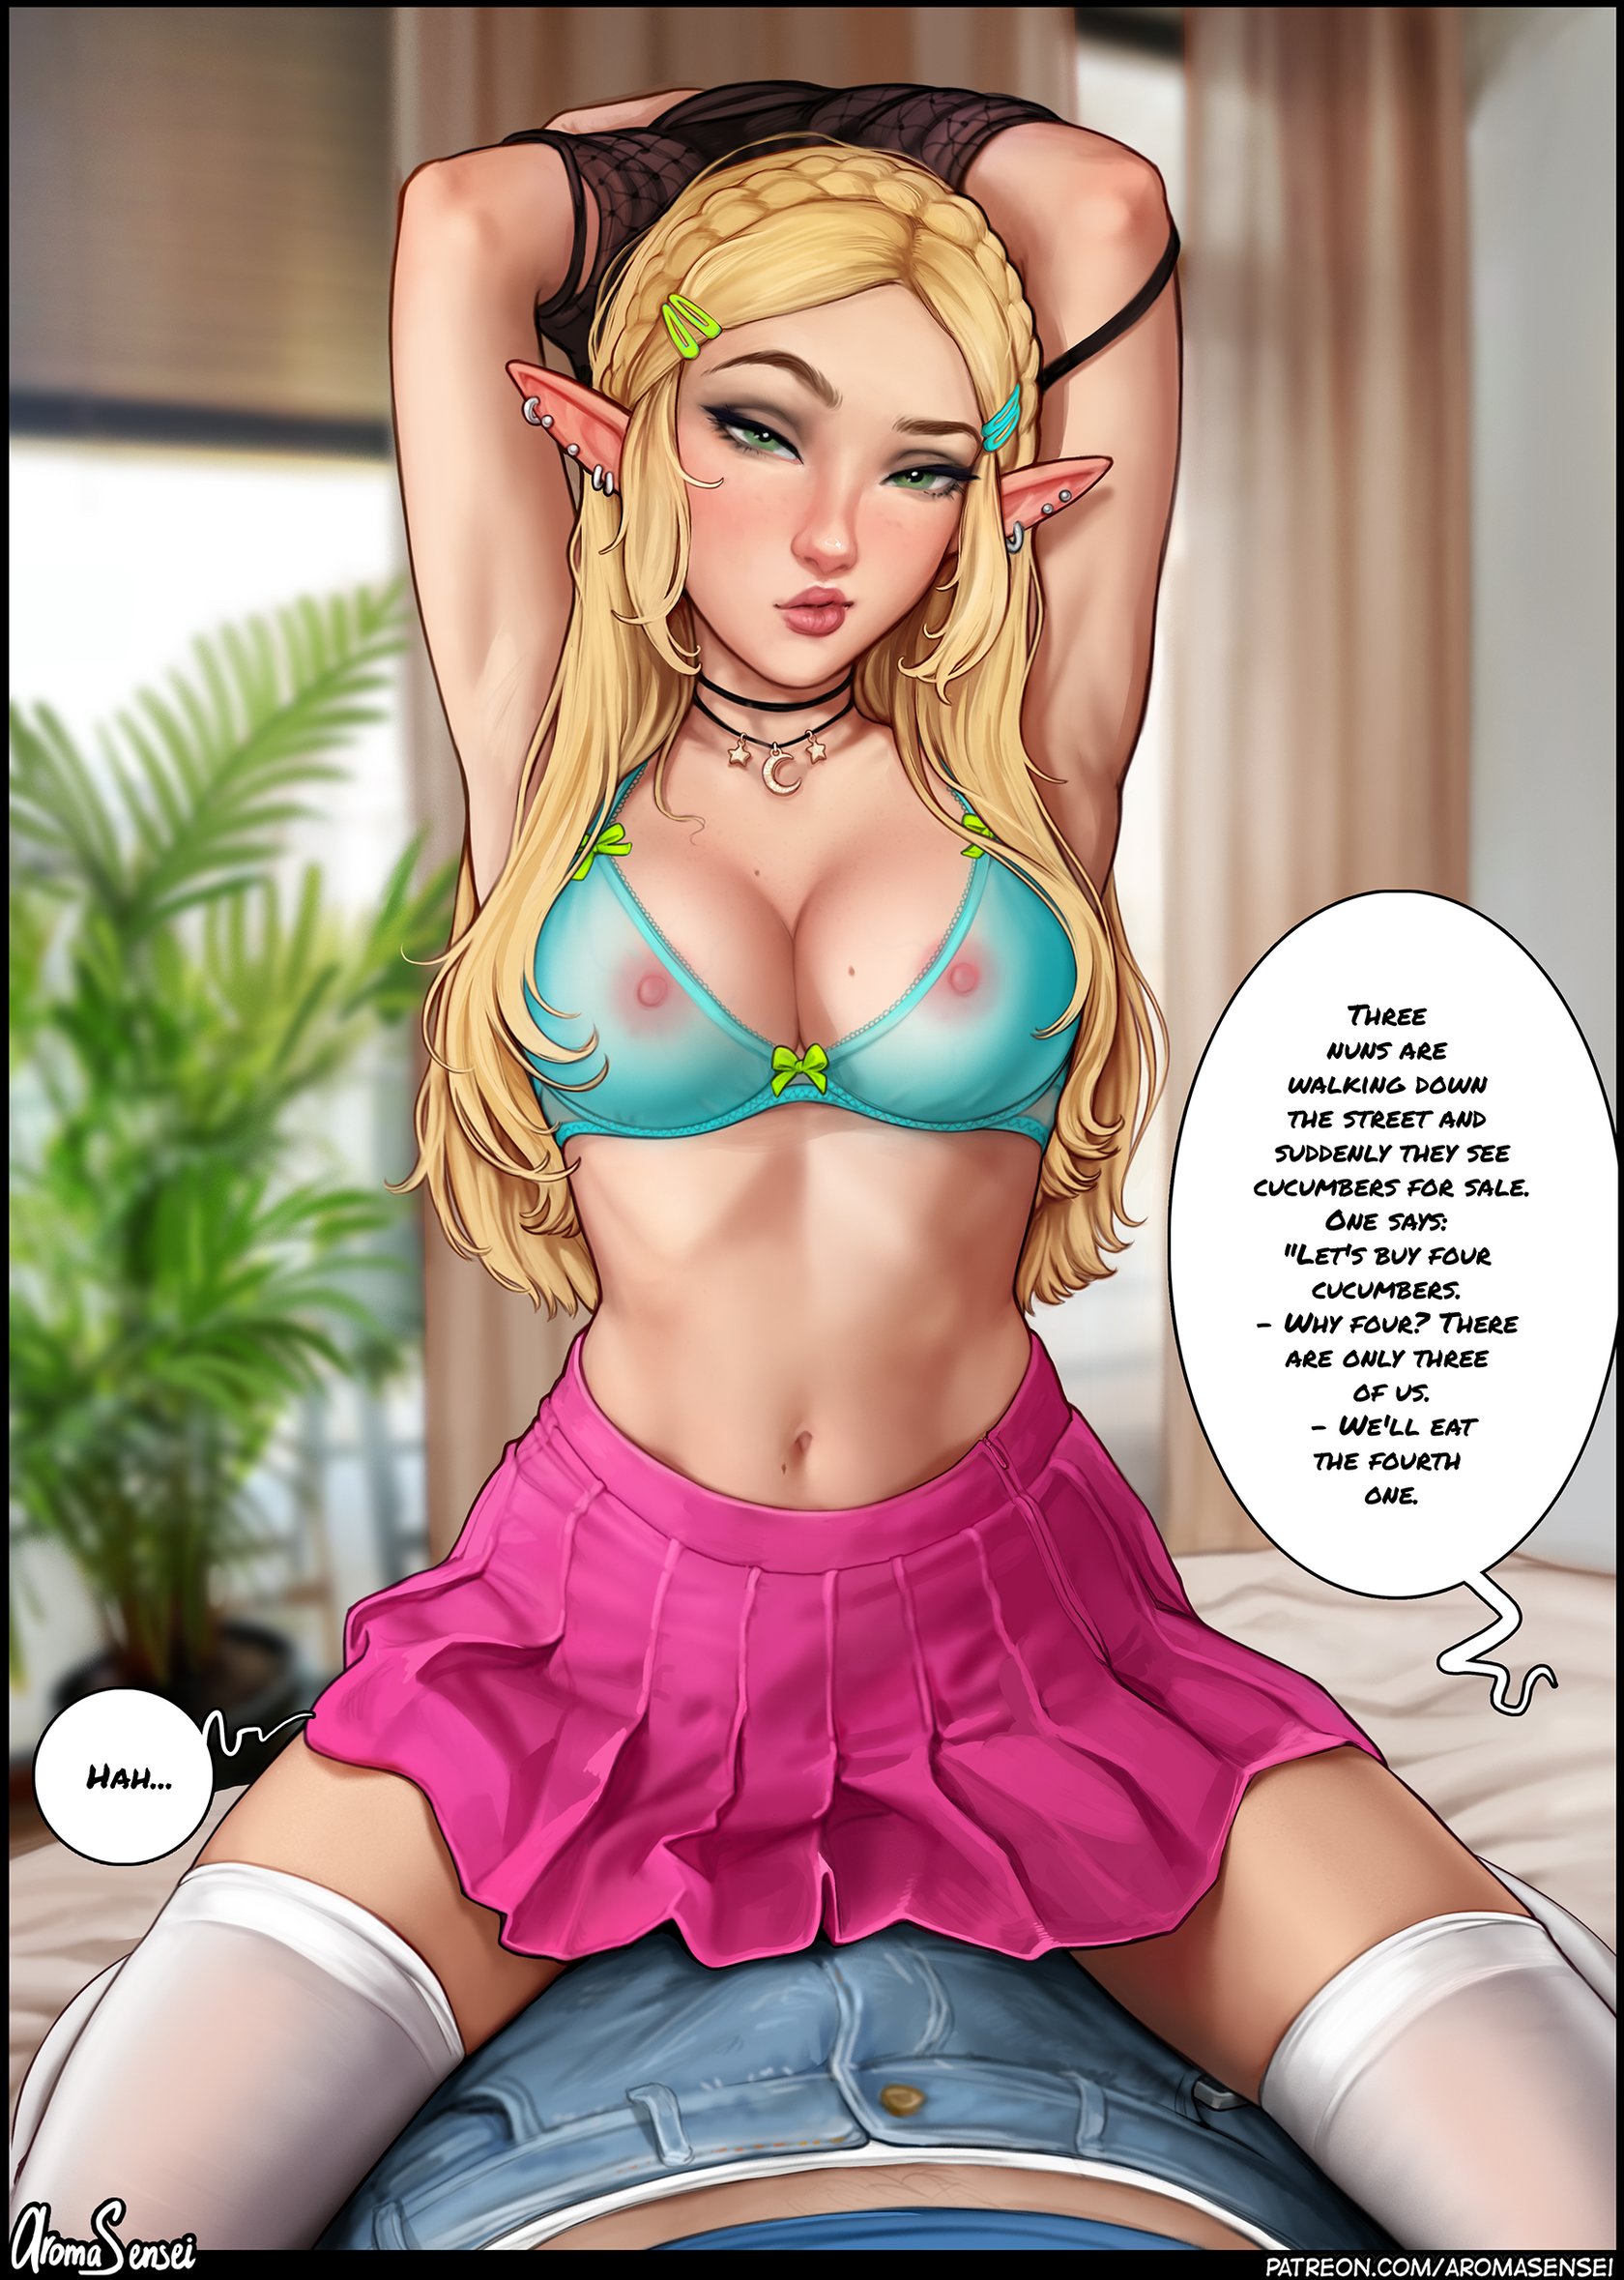 Three
nuns are
walking down
the street and
suddenly they see
cucumbers for sale.
One says:
"Let's buy four
cucumbers.
- Why four? There
are only three
of us.
- We'll eat
the fourth
one.
Hah...
AromaSensei
PATREON.COM/AROMASENSEI